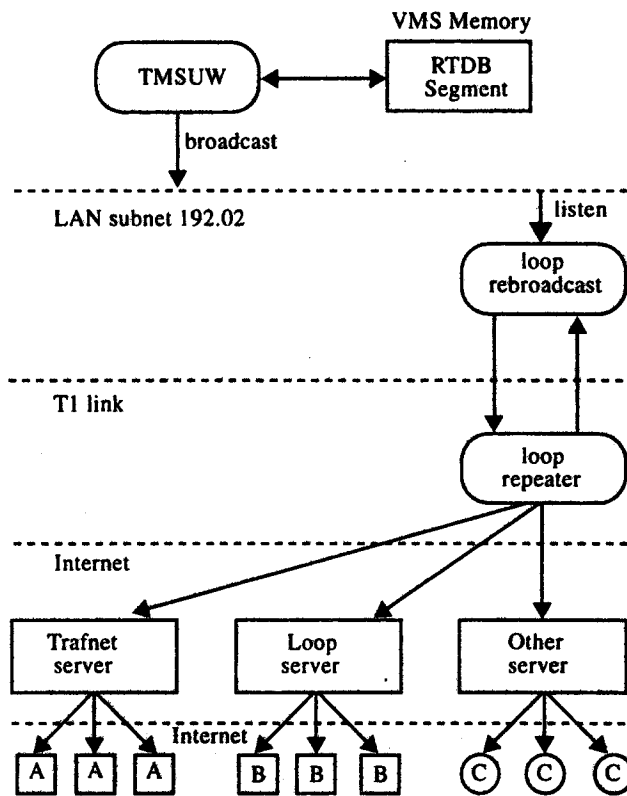 VMS Memory
TMSUW
RTDB
Segment
broadcast
LAN subnet 192.02
listen
loop
rebroadcast
T1 link
loop
repeater
Internet
Trafnet
server
Loop
server
Other
server
Internet
A A A B B B C C C